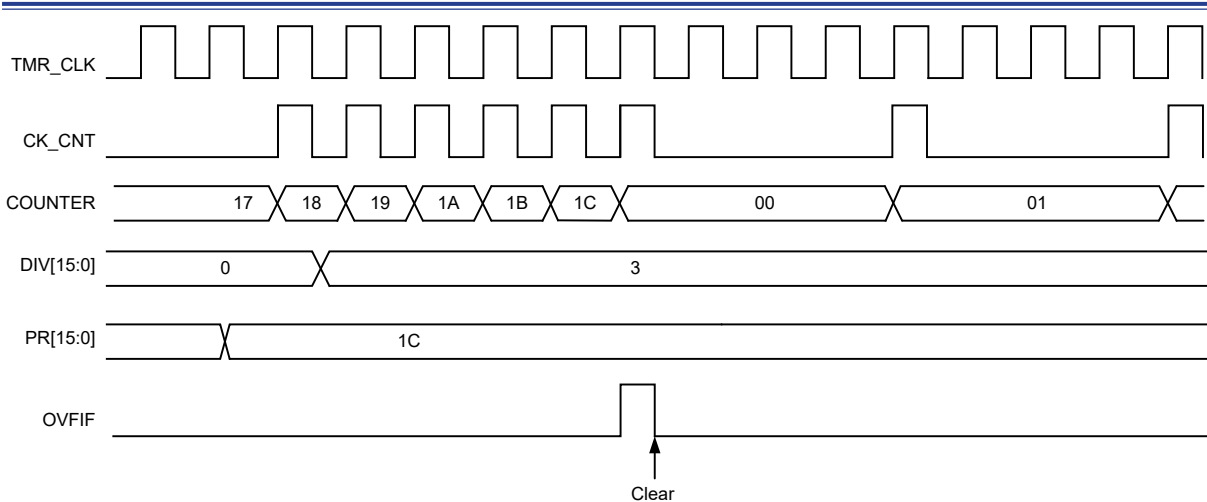 TMR_CLK
CK_CNT
COUNTER 17 18 19 1A 1B 1C 00 01
DIV[15:0] 0 3
PR[15:0] 1C
OVFIF
Clear